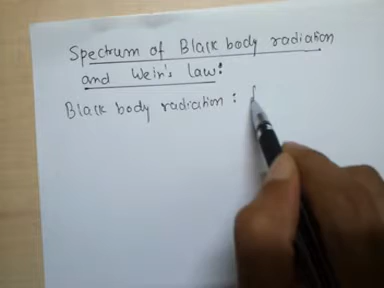 Spectrum of Black body radiation
and Wein's law:
Black body radiation :